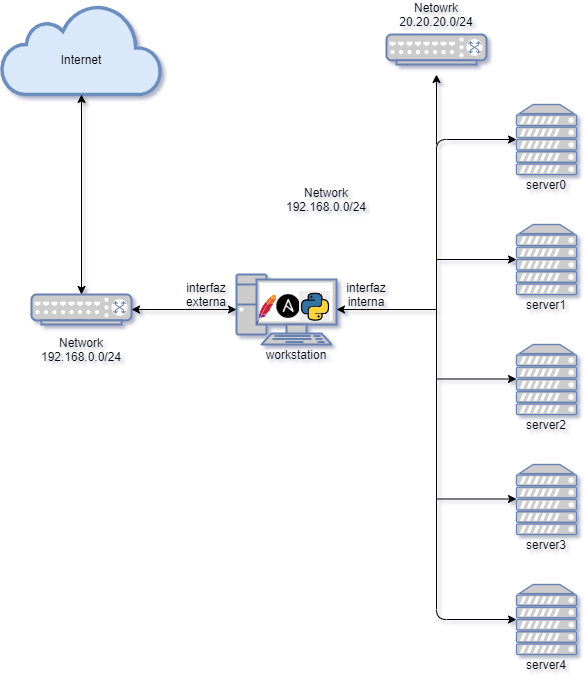 Netowrk
20.20.20.0/24
Internet
server0
Network
192.168.0.0/24
server1
interfaz
externa
interfaz
interna
Network
192.168.0.0/24
workstation
server2
server3
server4